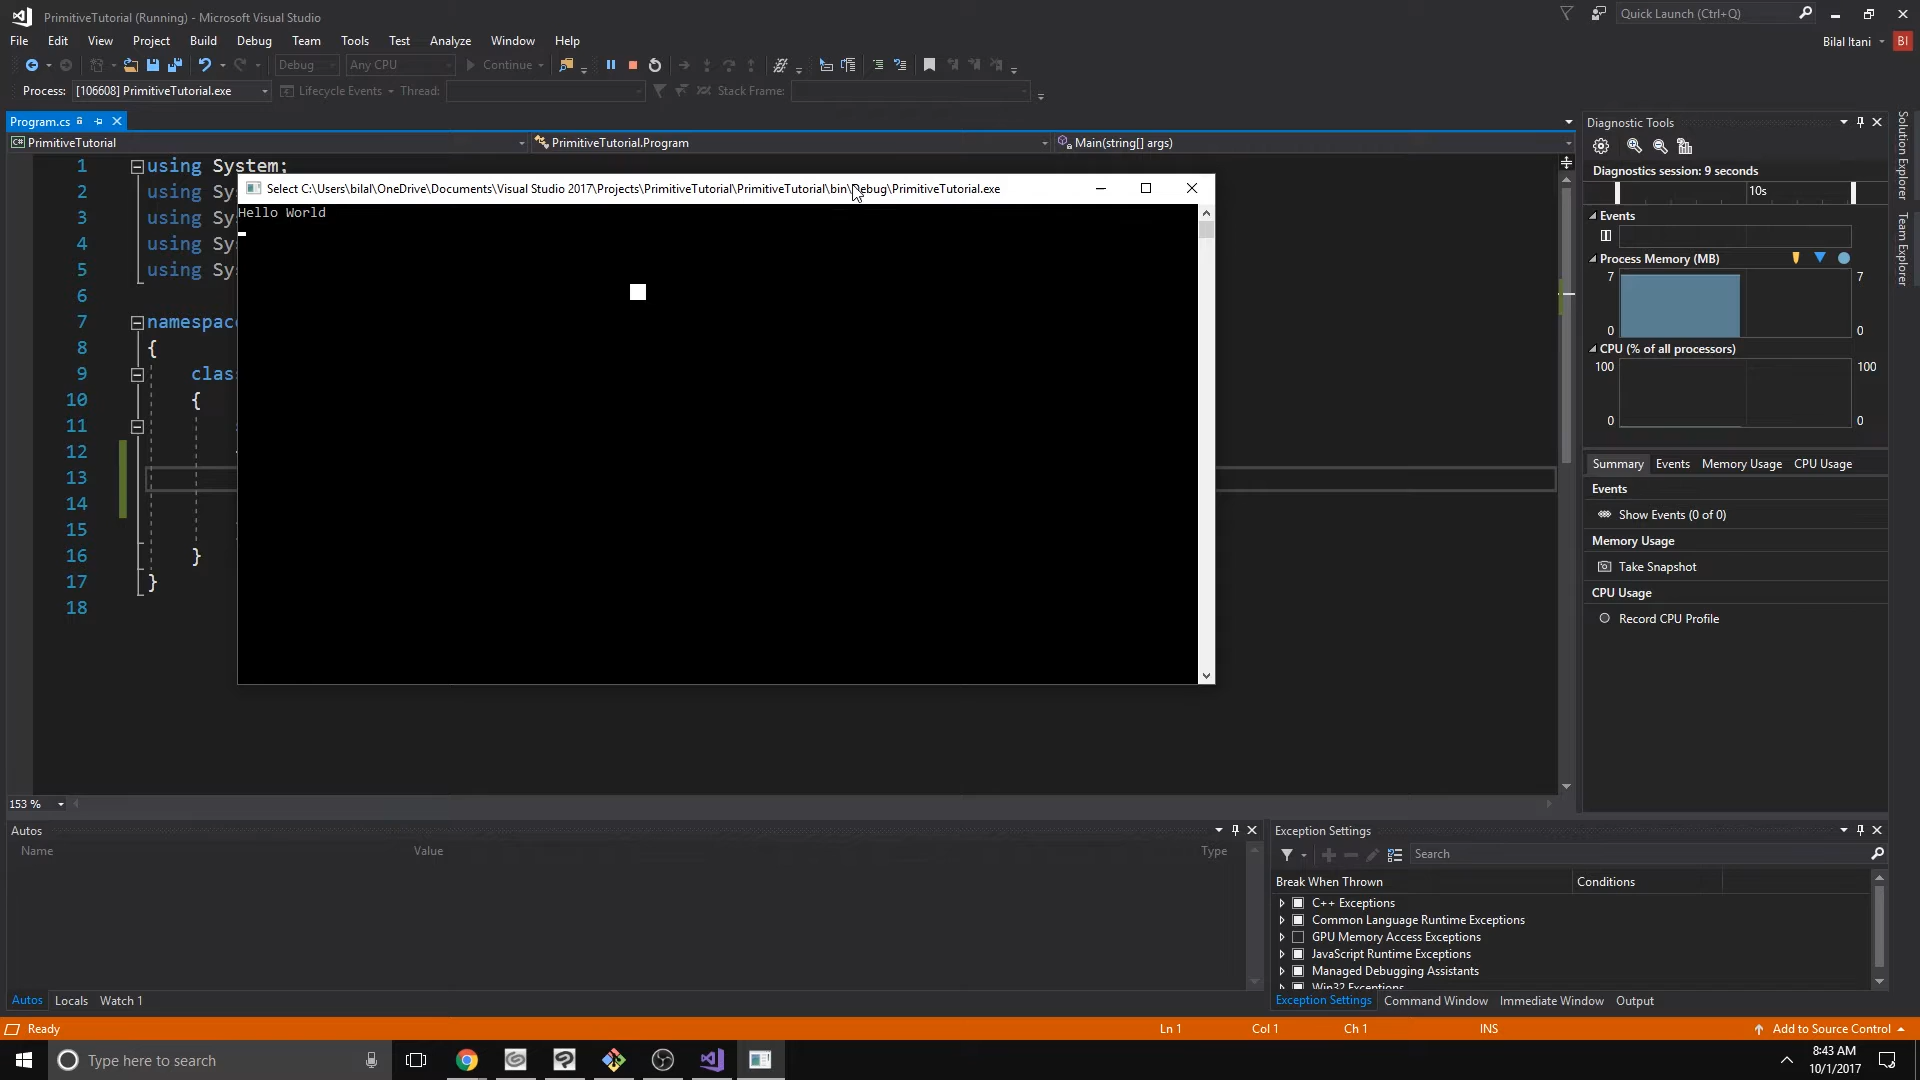 PrimitiveTutorial (Running) - Microsoft Visual Studio
Quick Launch (Ctrl+Q)
File Edit View Project Build Debug Team Tools Test Analyze Window Help
Bilal Itani BI
Debug Any CPU Continue
Process: [106608] PrimitiveTutorial.exe Lifecycle Events Thread: Stack Frame:
Program.cs
C# PrimitiveTutorial PrimitiveTutorial.Program Main(string[] args)
1 using System;
2 using Sy
3 using Sy
4 using Sy
5 using Sy
6
7 namespac
8 {
9 clas
10 {
11
12
13
14
15
16 }
17 }
18
Select C:\Users\bilal\OneDrive\Documents\Visual Studio 2017\Projects\PrimitiveTutorial\PrimitiveTutorial\bin\Debug\PrimitiveTutorial.exe
Hello World
153 %
Diagnostic Tools
Diagnostics session: 9 seconds
10s
Events
Process Memory (MB)
7 7
0 0
CPU (% of all processors)
100 100
0 0
Summary Events Memory Usage CPU Usage
Events
Show Events (0 of 0)
Memory Usage
Take Snapshot
CPU Usage
Record CPU Profile
Solution Explorer
Team Explorer
Autos
Name Value Type
Autos Locals Watch 1
Exception Settings
Search
Break When Thrown Conditions
C++ Exceptions
Common Language Runtime Exceptions
GPU Memory Access Exceptions
JavaScript Runtime Exceptions
Managed Debugging Assistants
Win32 Exceptions
Exception Settings Command Window Immediate Window Output
Ready Ln 1 Col 1 Ch 1 INS Add to Source Control
Type here to search
8:43 AM
10/1/2017